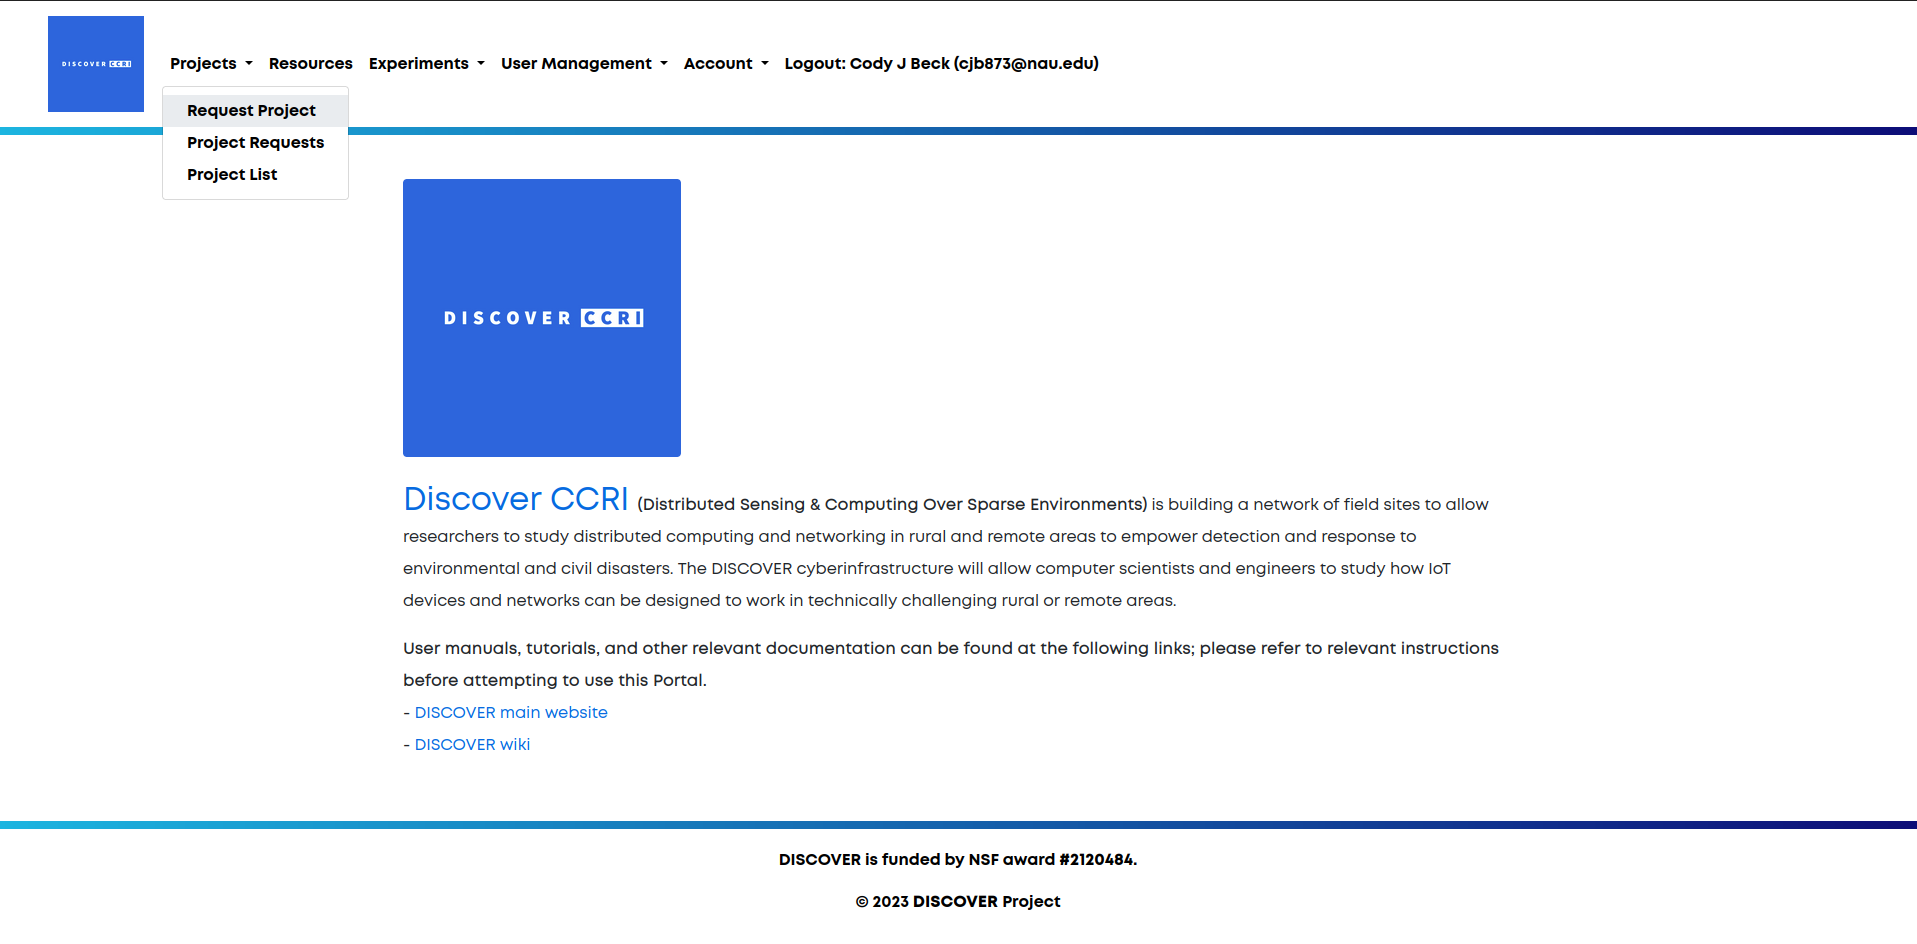 DISCOVER CCRI
Projects Resources Experiments User Management Account Logout: Cody J Beck (cjb873@nau.edu)
Request Project
Project Requests
Project List
DISCOVER CCRI
Discover CCRI (Distributed Sensing & Computing Over Sparse Environments) is building a network of field sites to allow
researchers to study distributed computing and networking in rural and remote areas to empower detection and response to
environmental and civil disasters. The DISCOVER cyberinfrastructure will allow computer scientists and engineers to study how IoT
devices and networks can be designed to work in technically challenging rural or remote areas.
User manuals, tutorials, and other relevant documentation can be found at the following links; please refer to relevant instructions
before attempting to use this Portal.
- DISCOVER main website
- DISCOVER wiki
DISCOVER is funded by NSF award #2120484.
© 2023 DISCOVER Project